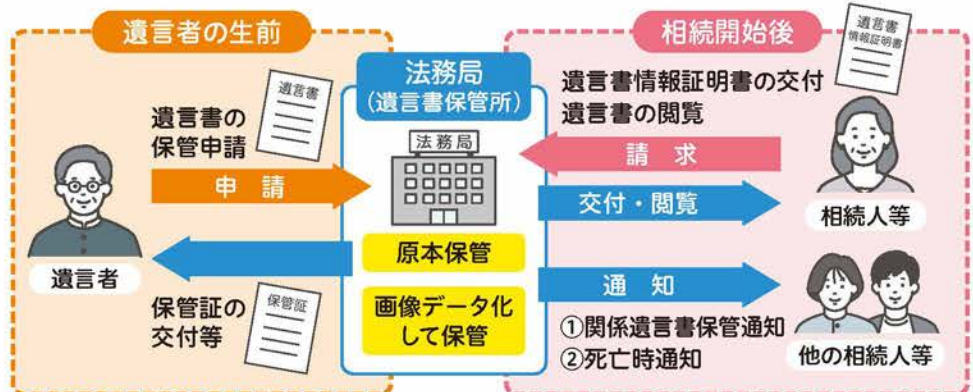 遺言者の生前
遺言書の
保管申請
遺言書
申請
遺言者
保管証の
交付等
保管証
法務局
(遺言書保管所)
法務局
原本保管
画像データ化
して保管
相続開始後
遺言書
情報証明書
遺言書情報証明書の交付
遺言書の閲覧
請求
交付・閲覧
相続人等
通知
①関係遺言書保管通知
②死亡時通知
他の相続人等